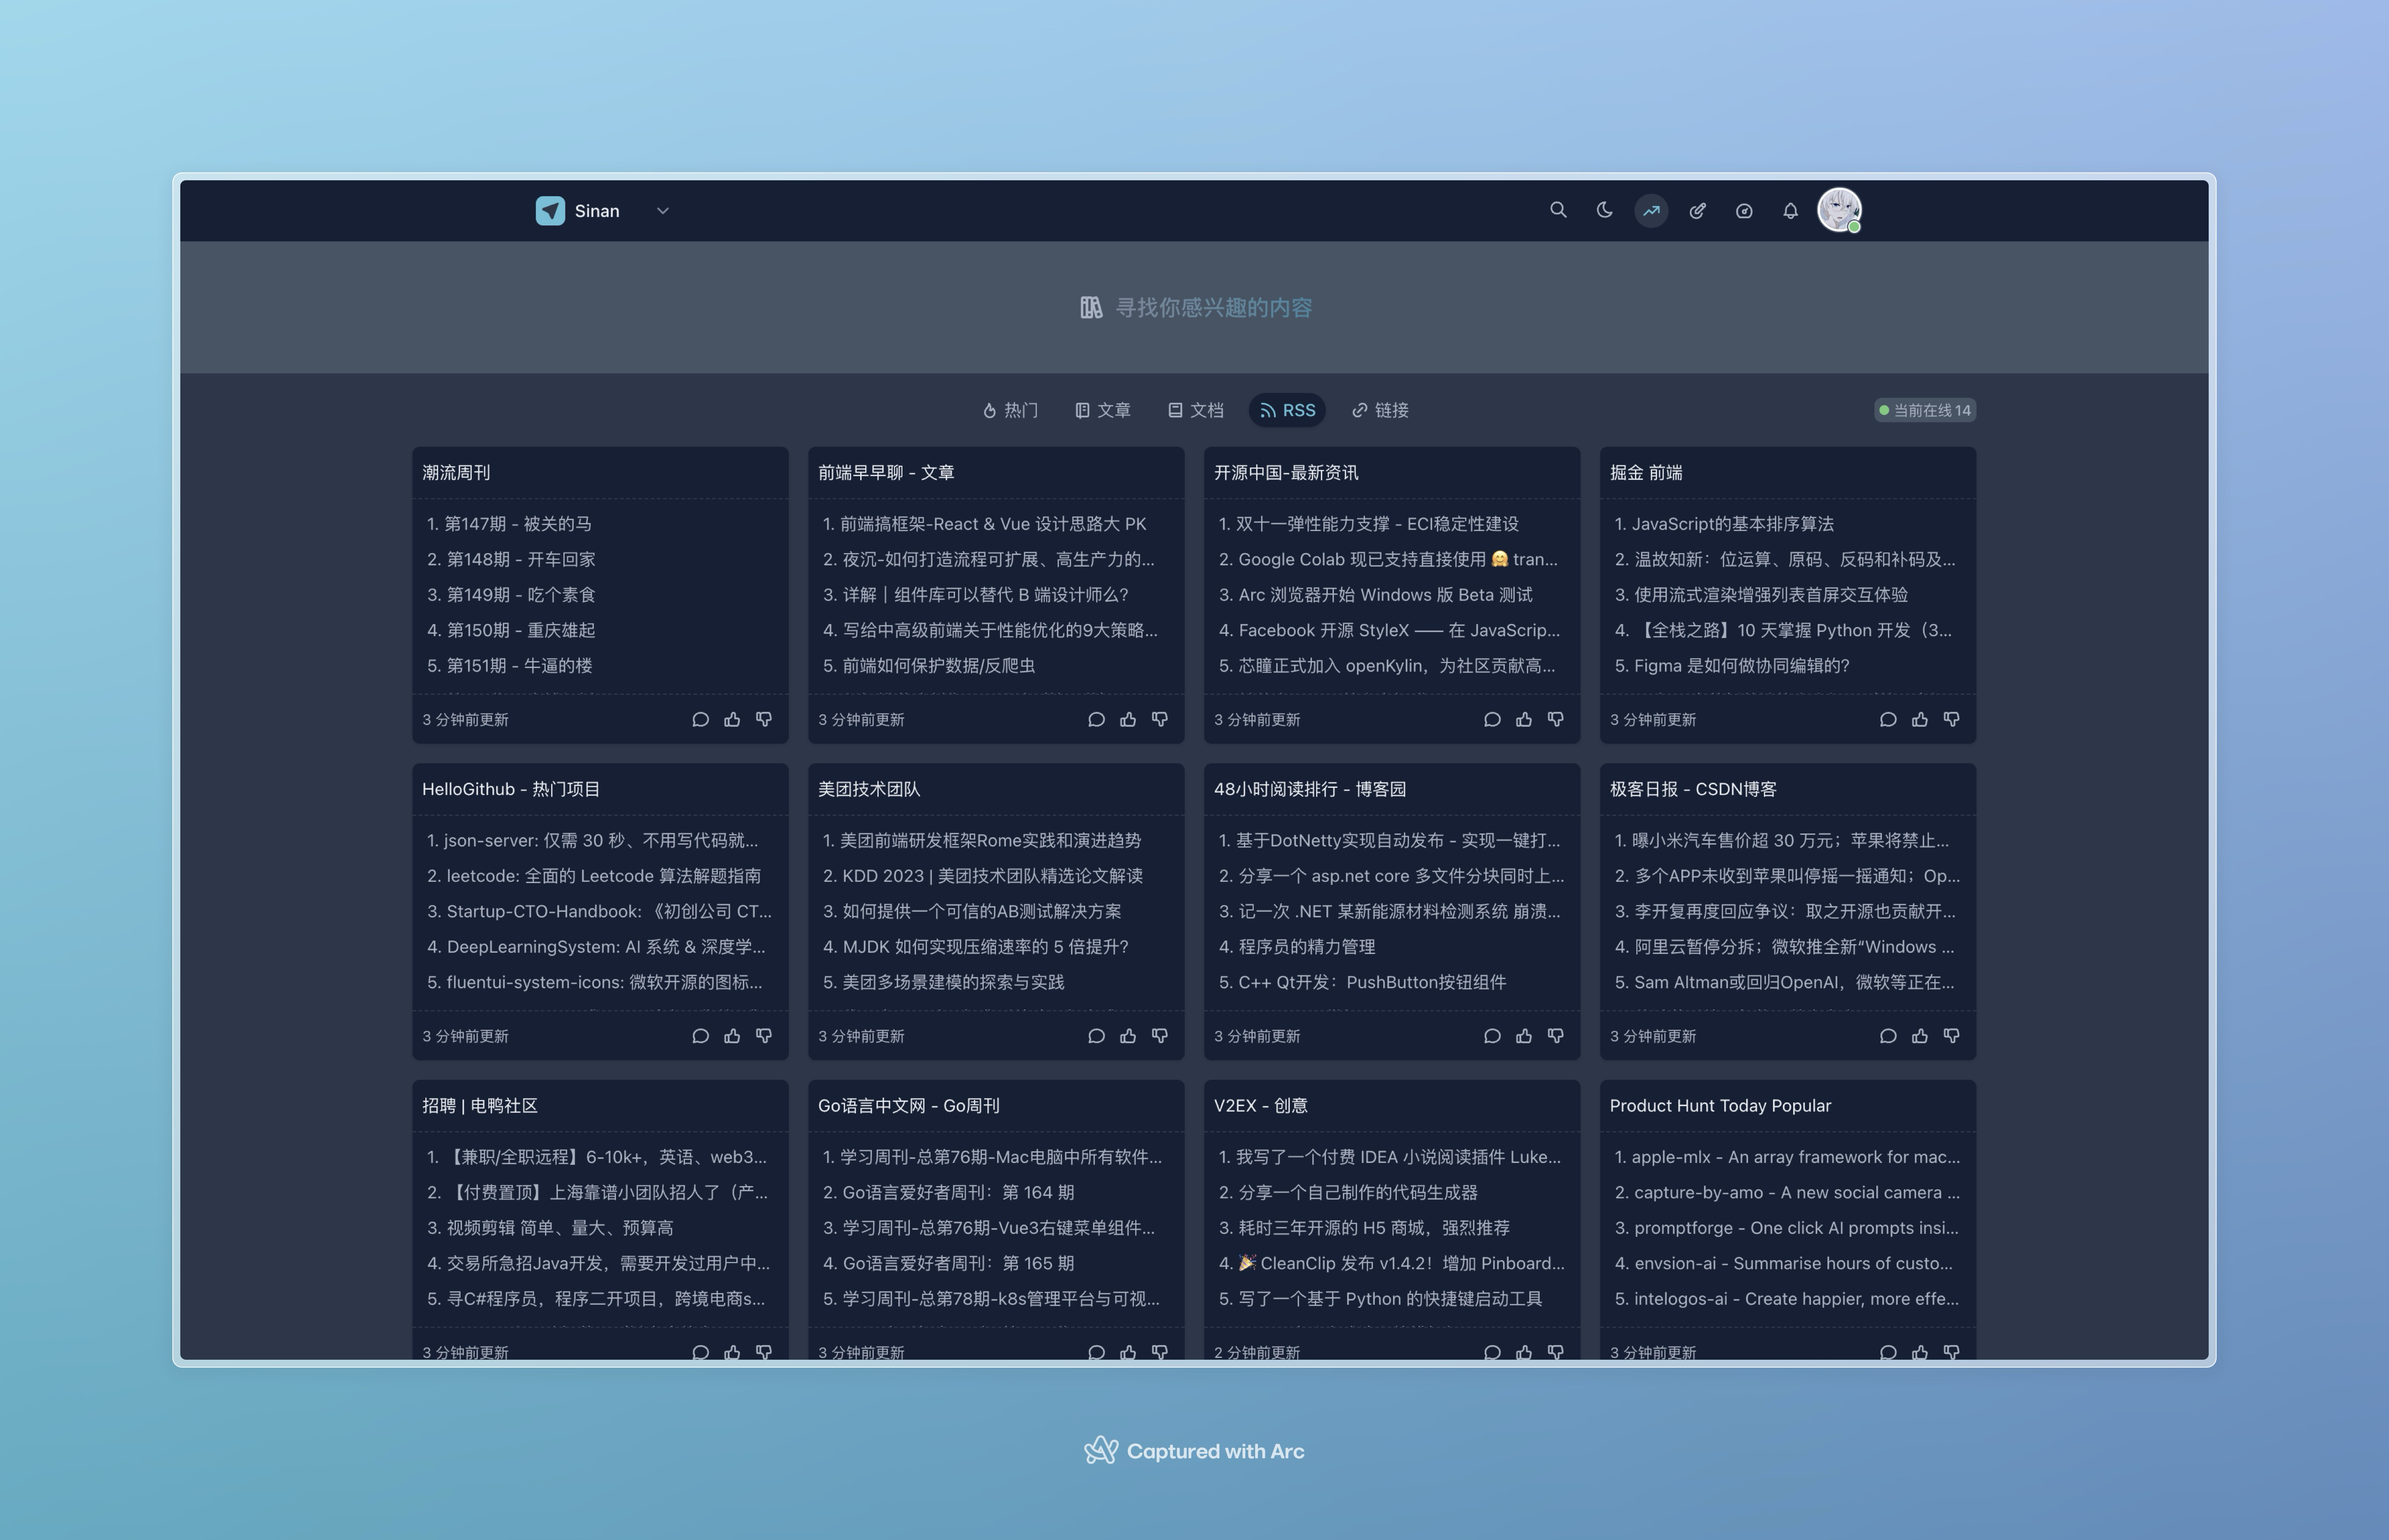 Sinan
寻找你感兴趣的内容
热门 文章 文档 RSS 链接
当前在线 14
潮流周刊
1. 第147期 - 被关的马
2. 第148期 - 开车回家
3. 第149期 - 吃个素食
4. 第150期 - 重庆雄起
5. 第151期 - 牛逼的楼
3 分钟前更新
前端早早聊 - 文章
1. 前端搞框架-React & Vue 设计思路大 PK
2. 夜沉-如何打造流程可扩展、高生产力的...
3. 详解｜组件库可以替代 B 端设计师么?
4. 写给中高级前端关于性能优化的9大策略...
5. 前端如何保护数据/反爬虫
3 分钟前更新
开源中国-最新资讯
1. 双十一弹性能力支撑 - ECI稳定性建设
2. Google Colab 现已支持直接使用 🤗 tran...
3. Arc 浏览器开始 Windows 版 Beta 测试
4. Facebook 开源 StyleX —— 在 JavaScrip...
5. 芯瞳正式加入 openKylin，为社区贡献高...
3 分钟前更新
掘金 前端
1. JavaScript的基本排序算法
2. 温故知新：位运算、原码、反码和补码及...
3. 使用流式渲染增强列表首屏交互体验
4. 【全栈之路】10 天掌握 Python 开发（3...
5. Figma 是如何做协同编辑的?
3 分钟前更新
HelloGithub - 热门项目
1. json-server: 仅需 30 秒、不用写代码就...
2. leetcode: 全面的 Leetcode 算法解题指南
3. Startup-CTO-Handbook: 《初创公司 CT...
4. DeepLearningSystem: AI 系统 & 深度学...
5. fluentui-system-icons: 微软开源的图标...
3 分钟前更新
美团技术团队
1. 美团前端研发框架Rome实践和演进趋势
2. KDD 2023 | 美团技术团队精选论文解读
3. 如何提供一个可信的AB测试解决方案
4. MJDK 如何实现压缩速率的 5 倍提升?
5. 美团多场景建模的探索与实践
3 分钟前更新
48小时阅读排行 - 博客园
1. 基于DotNetty实现自动发布 - 实现一键打...
2. 分享一个 asp.net core 多文件分块同时上...
3. 记一次 .NET 某新能源材料检测系统 崩溃...
4. 程序员的精力管理
5. C++ Qt开发：PushButton按钮组件
3 分钟前更新
极客日报 - CSDN博客
1. 曝小米汽车售价超 30 万元；苹果将禁止...
2. 多个APP未收到苹果叫停摇一摇通知；Op...
3. 李开复再度回应争议：取之开源也贡献开...
4. 阿里云暂停分拆；微软推全新“Windows ...
5. Sam Altman或回归OpenAI，微软等正在...
3 分钟前更新
招聘 | 电鸭社区
1. 【兼职/全职远程】6-10k+，英语、web3...
2. 【付费置顶】上海靠谱小团队招人了（产...
3. 视频剪辑 简单、量大、预算高
4. 交易所急招Java开发，需要开发过用户中...
5. 寻C#程序员，程序二开项目，跨境电商s...
3 分钟前更新
Go语言中文网 - Go周刊
1. 学习周刊-总第76期-Mac电脑中所有软件...
2. Go语言爱好者周刊：第 164 期
3. 学习周刊-总第76期-Vue3右键菜单组件...
4. Go语言爱好者周刊：第 165 期
5. 学习周刊-总第78期-k8s管理平台与可视...
3 分钟前更新
V2EX - 创意
1. 我写了一个付费 IDEA 小说阅读插件 Luke...
2. 分享一个自己制作的代码生成器
3. 耗时三年开源的 H5 商城，强烈推荐
4. 🎉 CleanClip 发布 v1.4.2！增加 Pinboard...
5. 写了一个基于 Python 的快捷键启动工具
2 分钟前更新
Product Hunt Today Popular
1. apple-mlx - An array framework for mac...
2. capture-by-amo - A new social camera ...
3. promptforge - One click AI prompts insi...
4. envsion-ai - Summarise hours of custo...
5. intelogos-ai - Create happier, more effe...
3 分钟前更新
Captured with Arc